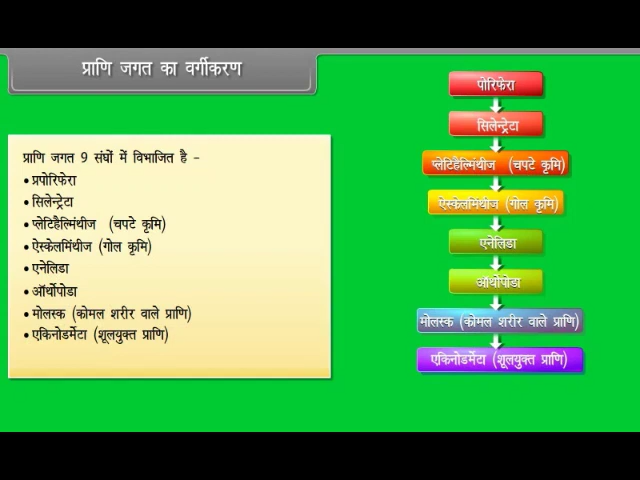 प्राणि जगत का वर्गीकरण
प्राणि जगत 9 संघों में विभाजित है -
• प्रपोरिफेरा
• सिलेन्ट्रेटा
• प्लेटिहैल्मिंथीज (चपटे कृमि)
• ऐस्केलमिंथीज (गोल कृमि)
• एनेलिडा
• ऑर्थोपोडा
• मोलस्क (कोमल शरीर वाले प्राणि)
• एकिनोडर्मेटा (शूलयुक्त प्राणि)
पोरिफेरा
सिलेन्ट्रेटा
प्लेटिहैल्मिंथीज (चपटे कृमि)
ऐस्केलमिंथीज (गोल कृमि)
एनेलिडा
ऑर्थोपोडा
मोलस्क (कोमल शरीर वाले प्राणि)
एकिनोडर्मेटा (शूलयुक्त प्राणि)